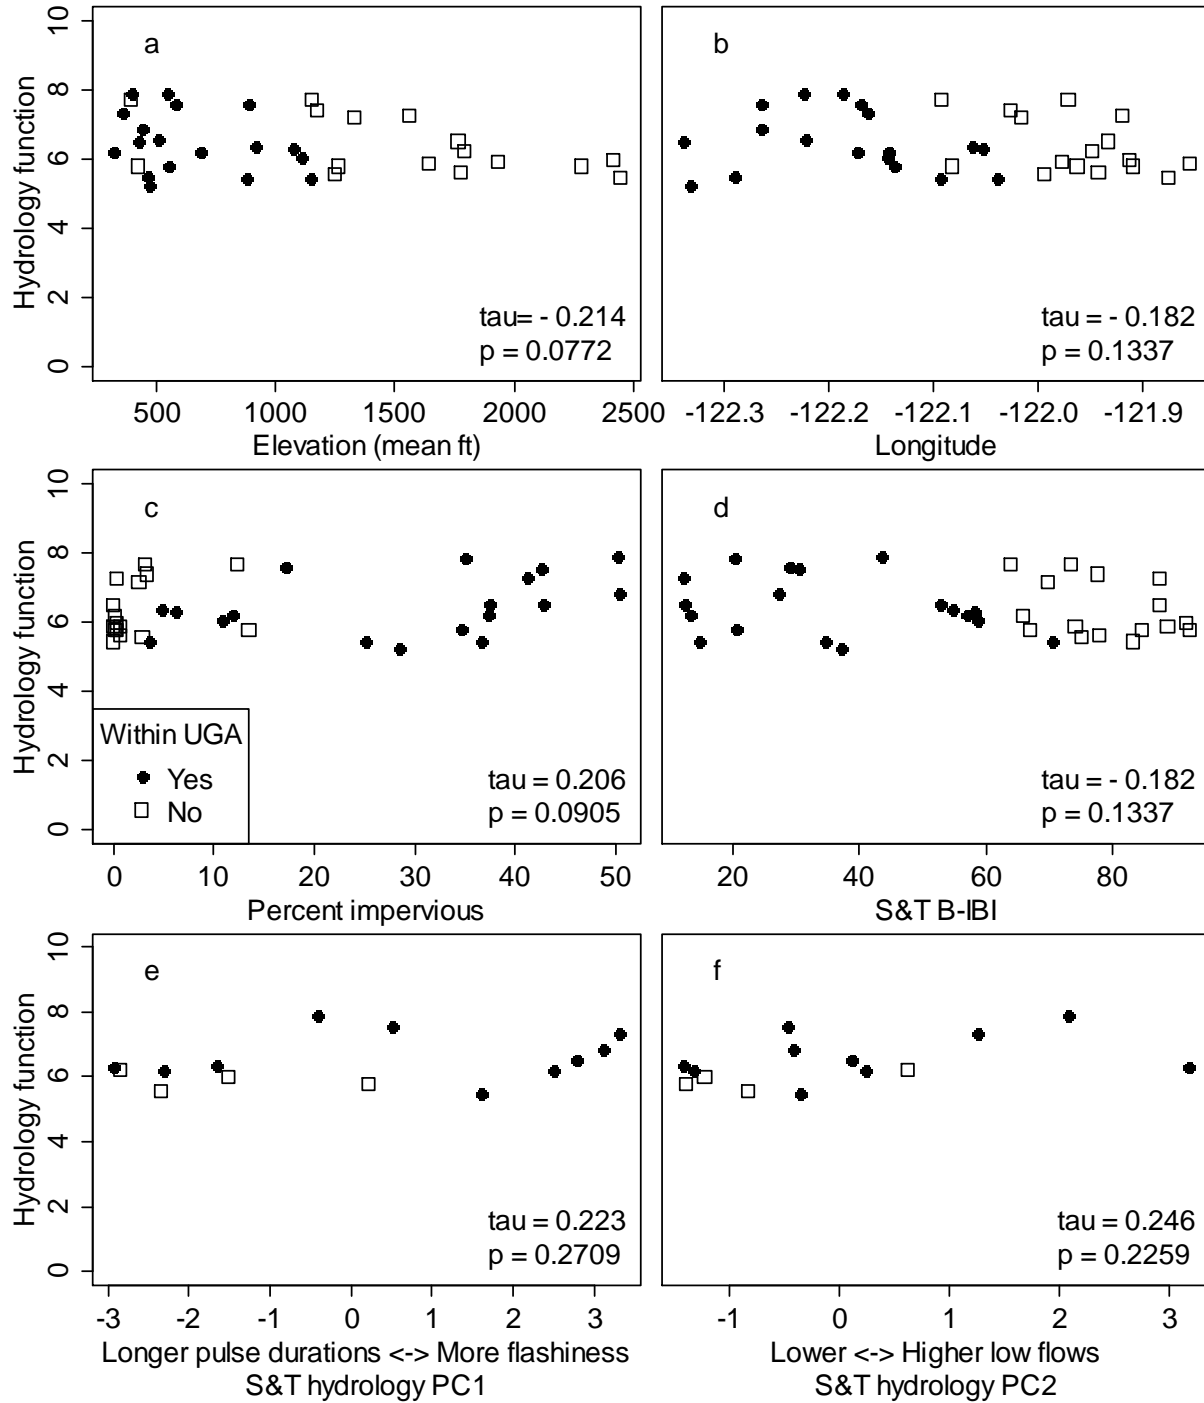 a
b
Hydrology function
0 2 4 6 8 10
tau= - 0.214
p = 0.0772
tau = - 0.182
p = 0.1337
500 1000 1500 2000 2500
-122.3 -122.2 -122.1 -122.0 -121.9
Elevation (mean ft)
Longitude
c
d
Hydrology function
0 2 4 6 8 10
Within UGA
Yes
No
tau = 0.206
p = 0.0905
tau = - 0.182
p = 0.1337
0 10 20 30 40 50
20 40 60 80
Percent impervious
S&T B-IBI
e
f
Hydrology function
0 2 4 6 8 10
tau = 0.223
p = 0.2709
tau = 0.246
p = 0.2259
-3 -2 -1 0 1 2 3
-1 0 1 2 3
Longer pulse durations <-> More flashiness
S&T hydrology PC1
Lower <-> Higher low flows
S&T hydrology PC2